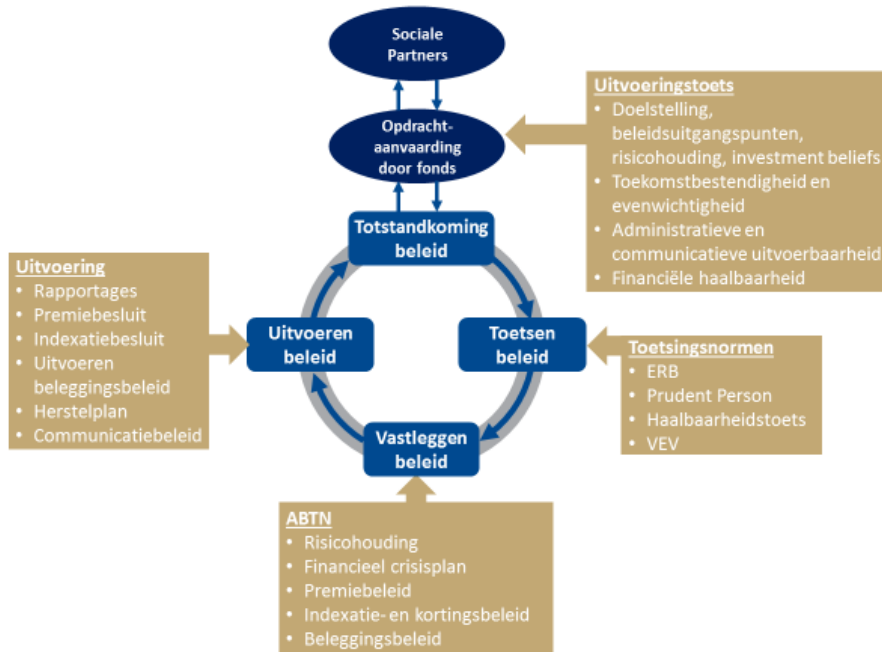 Sociale
Partners
Opdracht-
aanvaarding
door fonds
Uitvoeringstoets
• Doelstelling,
beleidsuitgangspunten,
risicohouding, investment beliefs
• Toekomstbestendigheid en
evenwichtigheid
• Administratieve en
communicatieve uitvoerbaarheid
• Financiële haalbaarheid
Totstandkoming
beleid
Uitvoering
• Rapportages
• Premiebesluit
• Indexatiebesluit
• Uitvoeren
beleggingsbeleid
• Herstelplan
• Communicatiebeleid
Uitvoeren
beleid
Toetsen
beleid
Toetsingsnormen
• ERB
• Prudent Person
• Haalbaarheidstoets
• VEV
Vastleggen
beleid
ABTN
• Risicohouding
• Financieel crisisplan
• Premiebeleid
• Indexatie- en kortingsbeleid
• Beleggingsbeleid